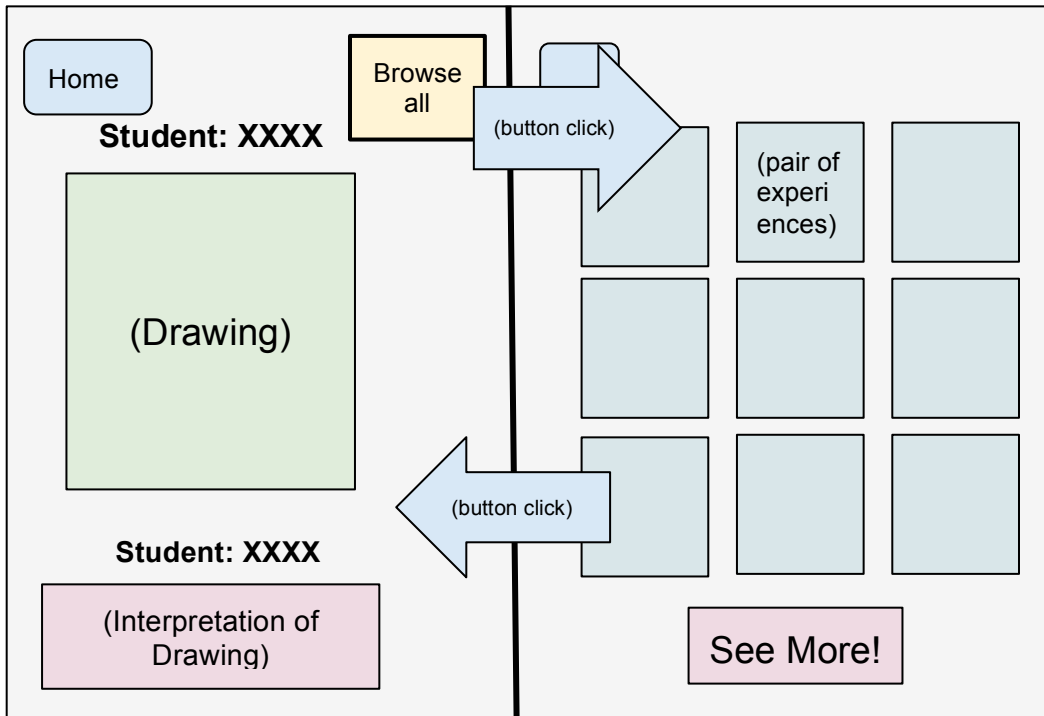 Home
Browse
all
(button click)
Student: XXXX
(pair of
experi
ences)
(Drawing)
(button click)
Student: XXXX
(Interpretation of
Drawing)
See More!